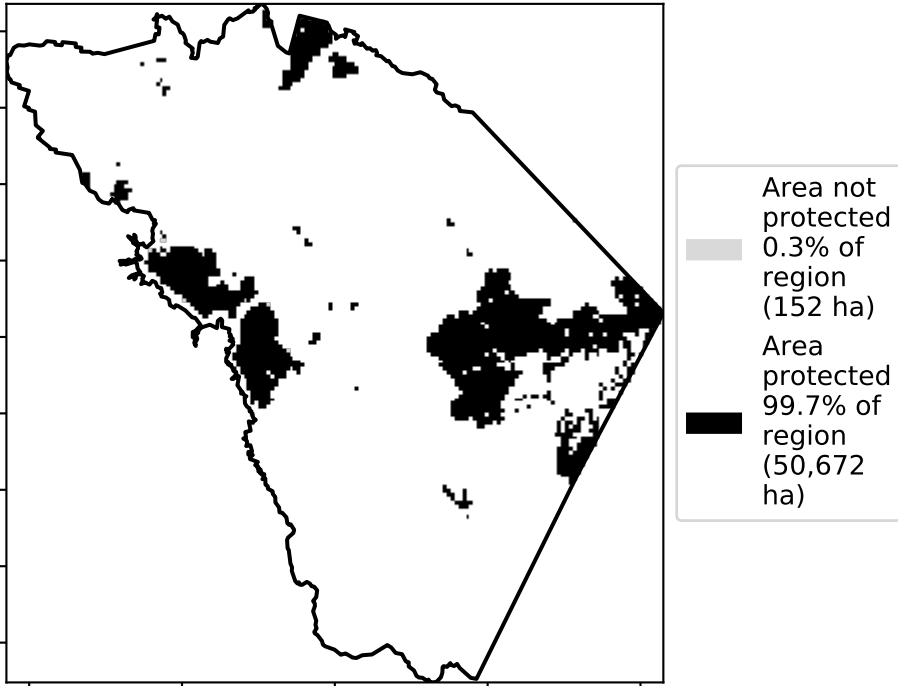 Area not
protected
0.3% of
region
(152 ha)
Area
protected
99.7% of
region
(50,672
ha)